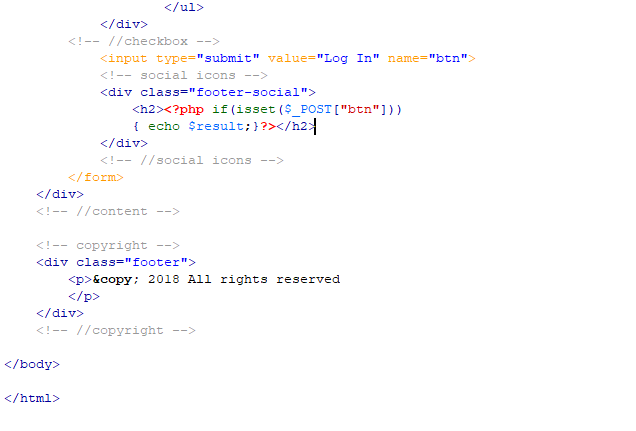 </ul>
</div>
<!-- //checkbox -->
<input type="submit" value="Log In" name="btn">
<!-- social icons -->
<div class="footer-social">
<h2><?php if(isset($_POST["btn"]))
{ echo $result;}?></h2>
</div>
<!-- //social icons -->
</form>
</div>
<!-- //content -->
<!-- copyright -->
<div class="footer">
<p>&copy; 2018 All rights reserved
</p>
</div>
<!-- //copyright -->
</body>
</html>